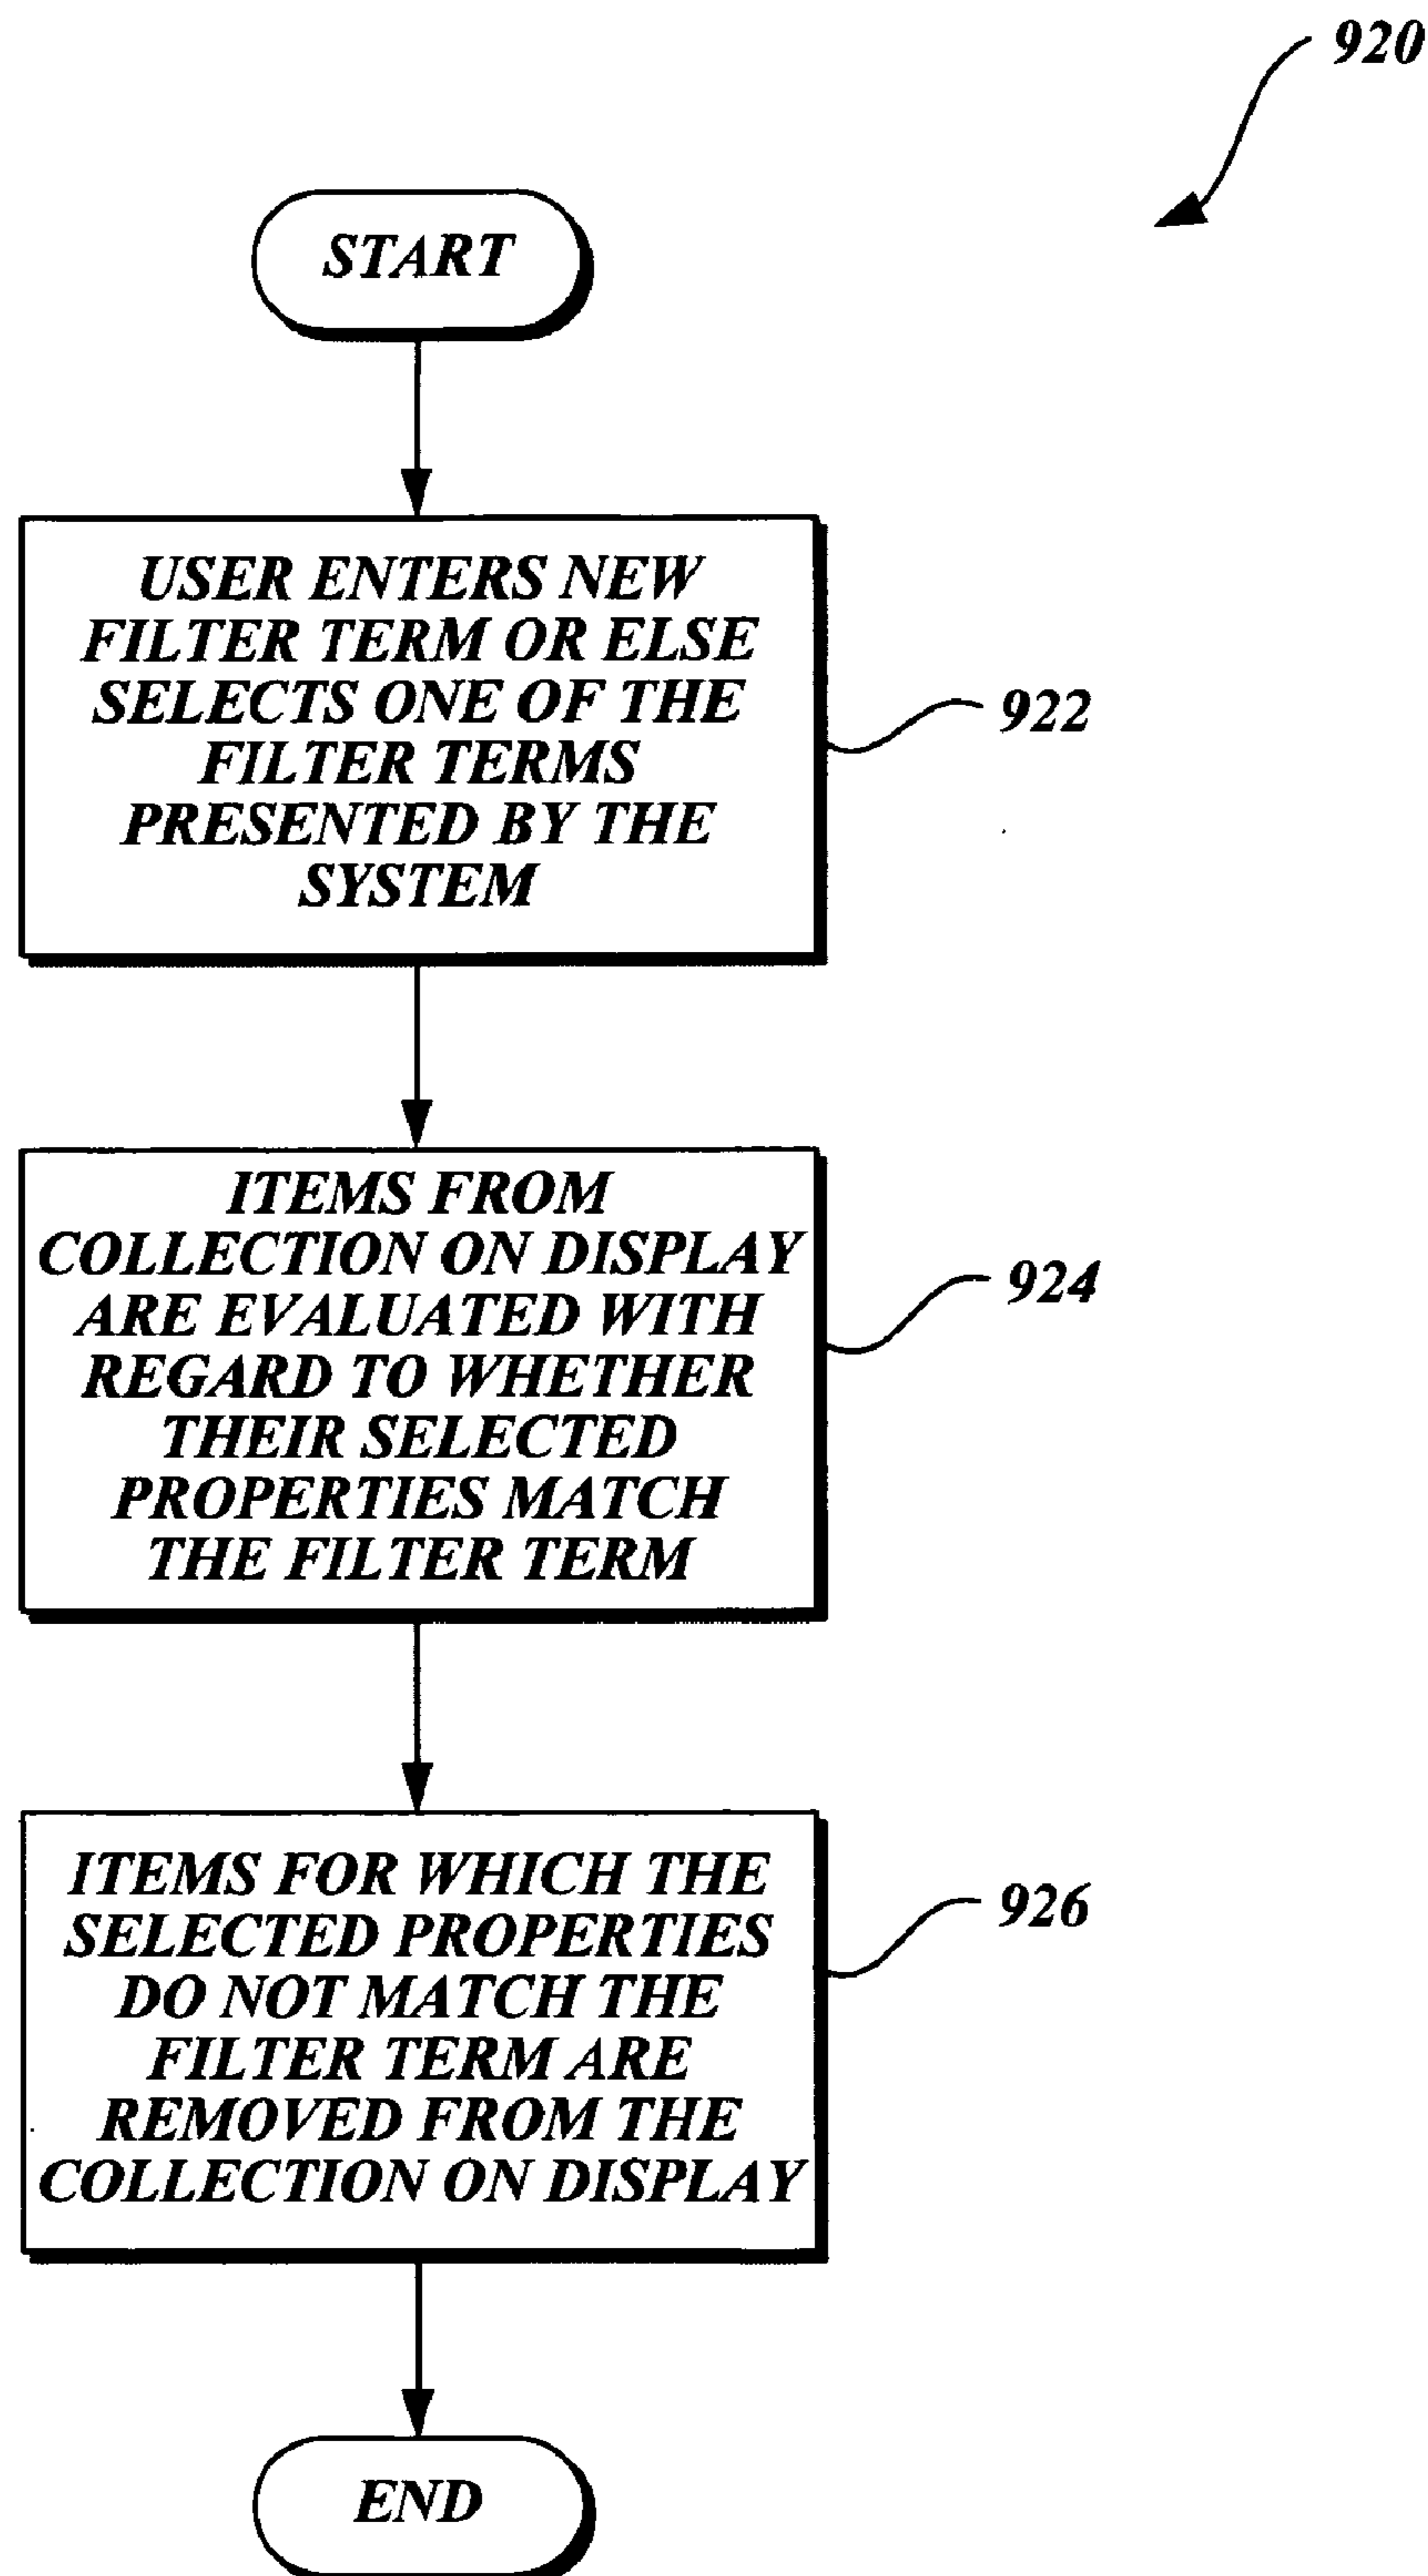 920
START
USER ENTERS NEW
FILTER TERM OR ELSE
SELECTS ONE OF THE
FILTER TERMS
PRESENTED BY THE
SYSTEM
922
ITEMS FROM
COLLECTION ON DISPLAY
ARE EVALUATED WITH
REGARD TO WHETHER
THEIR SELECTED
PROPERTIES MATCH
THE FILTER TERM
924
ITEMS FOR WHICH THE
SELECTED PROPERTIES
DO NOT MATCH THE
FILTER TERM ARE
REMOVED FROM THE
COLLECTION ON DISPLAY
926
END